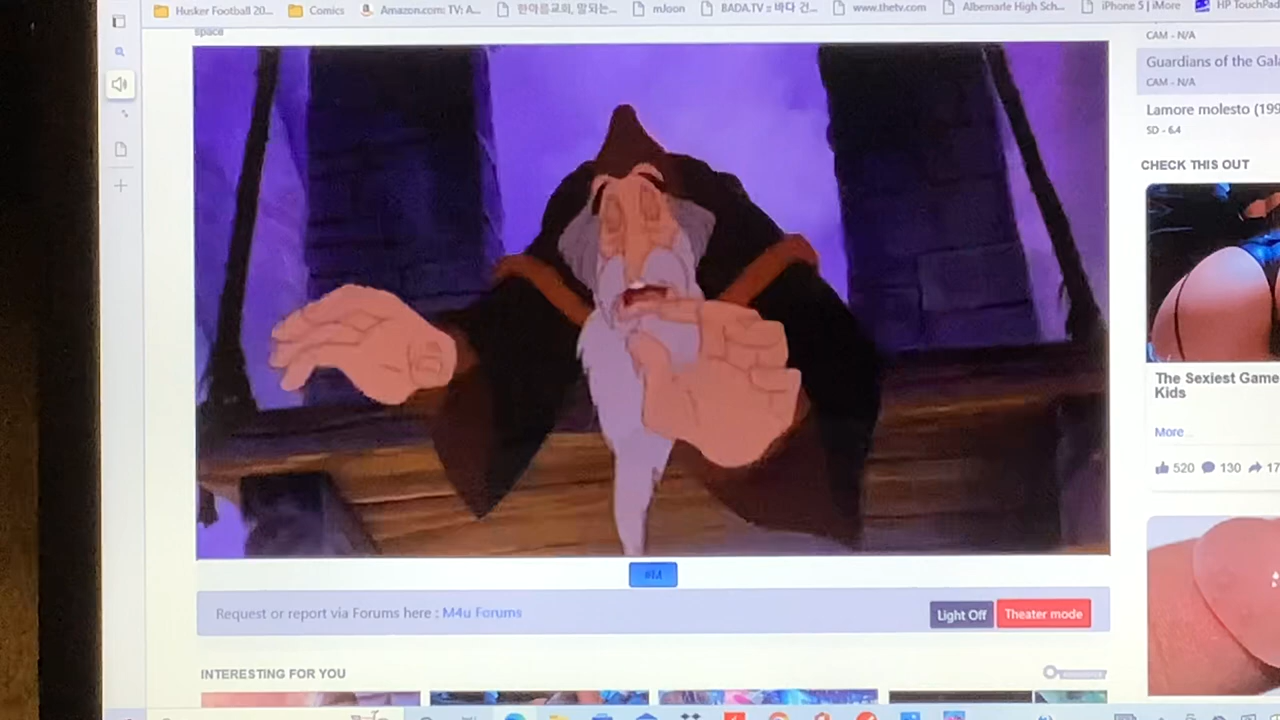 Husker Football 20...
Comics
Amazon.com: TV: A...
한아름교회, 말되는...
mJoon
BADA.TV :: 바다 건...
www.thetv.com
Albemarle High Sch...
iPhone 5 | iMore
HP TouchPad
space
CAM - N/A
Guardians of the Gala
CAM - N/A
Lamore molesto (199
SD - 6.4
CHECK THIS OUT
The Sexiest Game
Kids
More...
520 130 17
#M
Request or report via Forums here : M4u Forums
Light Off
Theater mode
INTERESTING FOR YOU